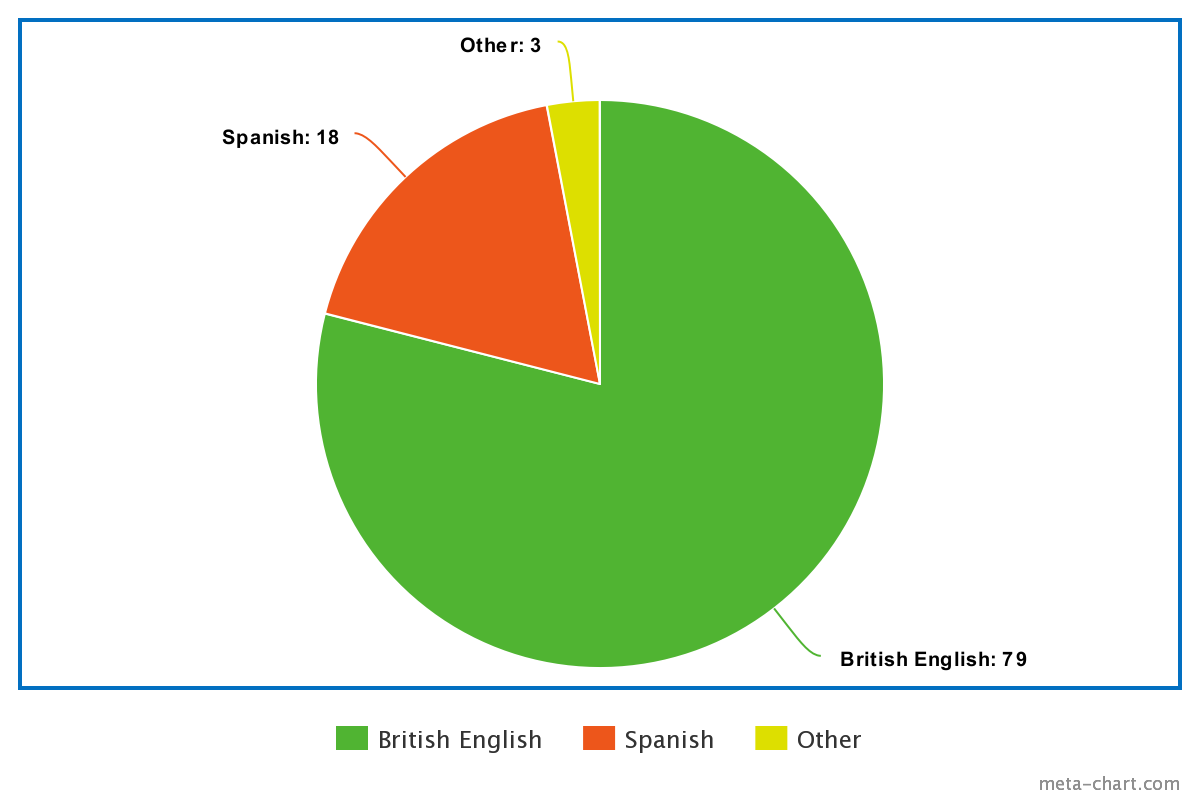 Other: 3
Spanish: 18
British English: 79
British English
Spanish
Other
meta-chart.com